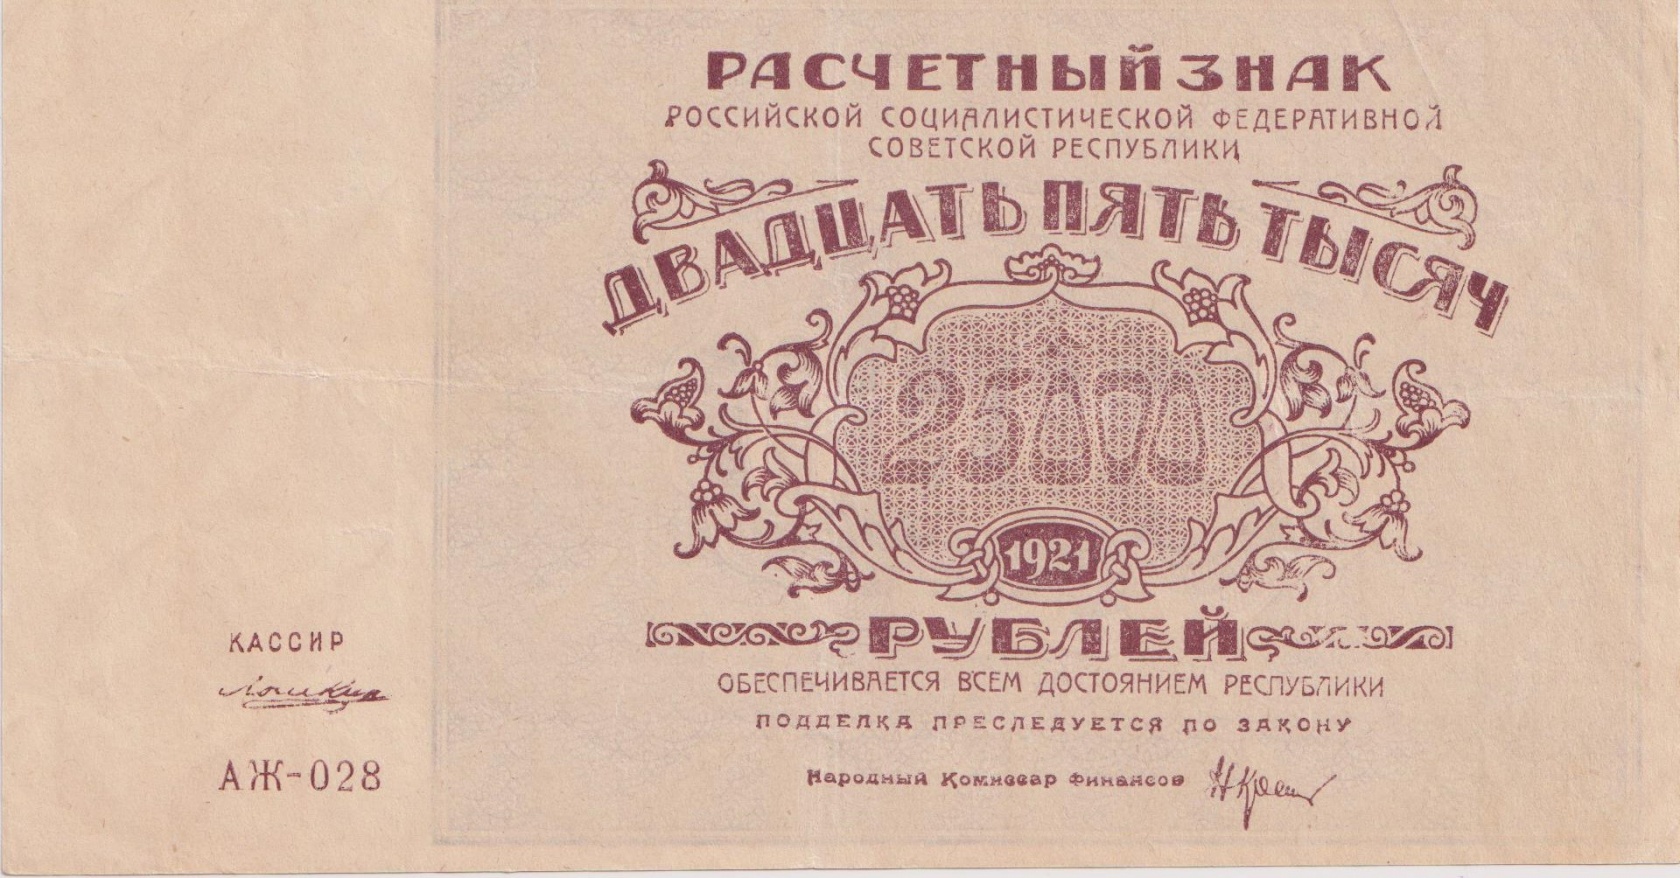 РАСЧЕТНЫЙ ЗНАК
РОССИЙСКОЙ СОЦИАЛИСТИЧЕСКОЙ ФЕДЕРАТИВНОЙ
СОВЕТСКОЙ РЕСПУБЛИКИ
ДВАДЦАТЬ ПЯТЬ ТЫСЯЧ
25000
1921
РУБЛЕЙ
ОБЕСПЕЧИВАЕТСЯ ВСЕМ ДОСТОЯНИЕМ РЕСПУБЛИКИ
ПОДДЕЛКА ПРЕСЛЕДУЕТСЯ ПО ЗАКОНУ
Народный Комиссар Финансов
КАССИР
АЖ-028